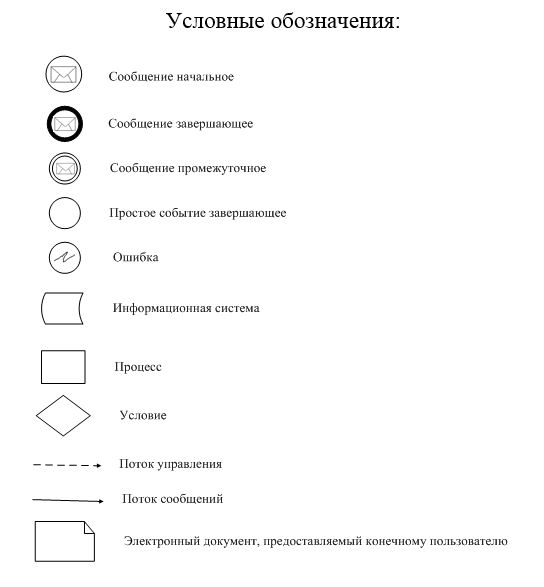 Условные обозначения:
Сообщение начальное
Сообщение завершающее
Сообщение промежуточное
Простое событие завершающее
Ошибка
Информационная система
Процесс
Условие
Поток управления
Поток сообщений
Электронный документ, предоставляемый конечному пользователю